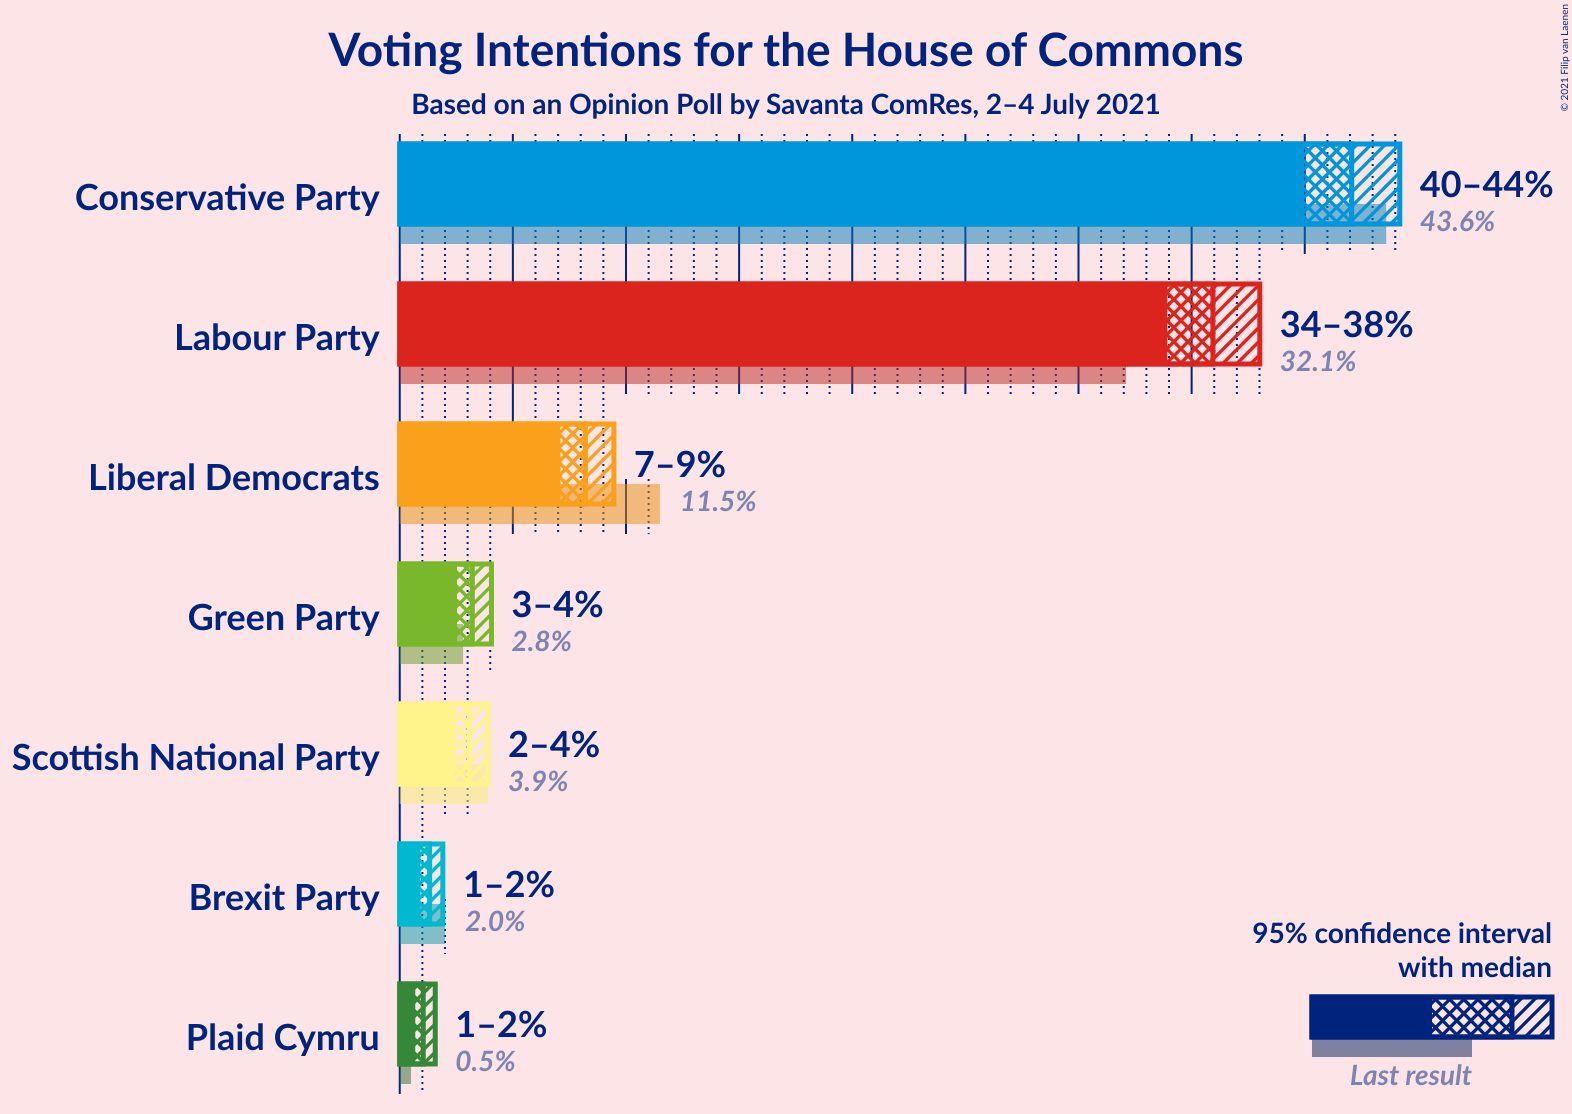 Voting Intentions for the House of Commons
Based on an Opinion Poll by Savanta ComRes, 2–4 July 2021
© 2021 Filip van Laenen
Conservative Party
40–44%
43.6%
Labour Party
34–38%
32.1%
Liberal Democrats
7–9%
11.5%
Green Party
3–4%
2.8%
Scottish National Party
2–4%
3.9%
Brexit Party
1–2%
2.0%
Plaid Cymru
1–2%
0.5%
95% confidence interval
with median
Last result